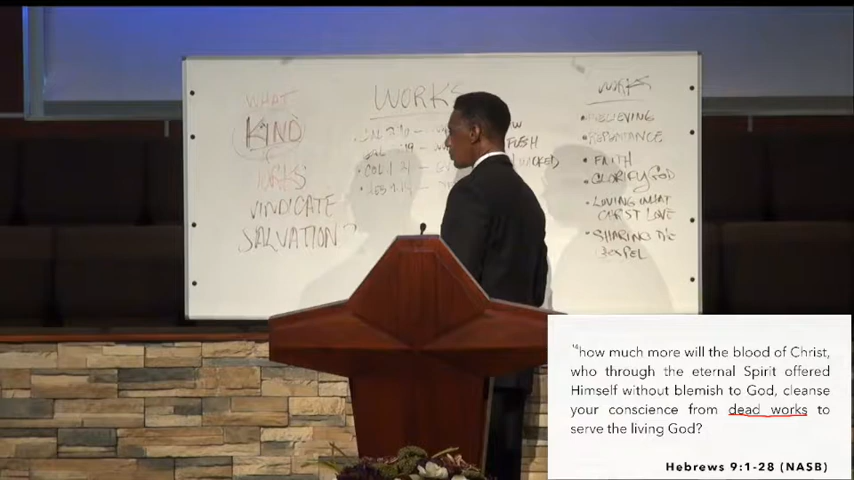 WHAT
KIND
OF
WORKS
VINDICATE
SALVATION?
WORKS
GAL
COL 1 21
FLESH
WICKED
WORKS
• BELIEVING
• REPENTANCE
• FAITH
• GLORIFY GOD
• LOVING WHAT
CHRIST LOVE
• SHARING THE
GOSPEL
14how much more will the blood of Christ,
who through the eternal Spirit offered
Himself without blemish to God, cleanse
your conscience from dead works to
serve the living God?
Hebrews 9:1-28 (NASB)